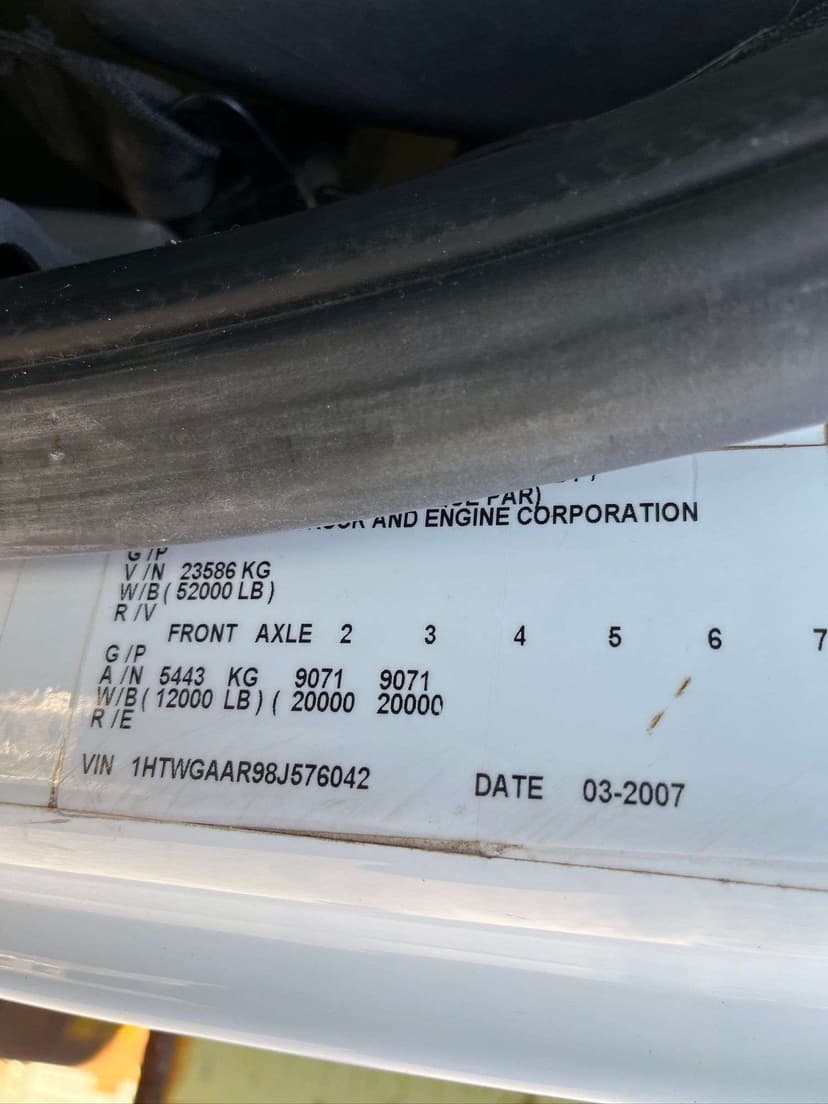 PAR)
AND ENGINE CORPORATION
G/P
V/N 23586 KG
W/B ( 52000 LB )
R/V
FRONT AXLE 2 3 4 5 6 7
G/P
A/N 5443 KG 9071 9071
W/B ( 12000 LB ) ( 20000 20000
R/E
VIN 1HTWGAAR98J576042 DATE 03-2007